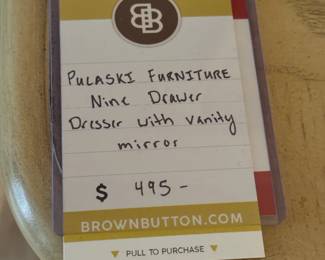 BB
PULASKI FURNITURE
Nine Drawer
Dresser with vanity
mirror
$ 495-
BROWNBUTTON.COM
▼ PULL TO PURCHASE ▼